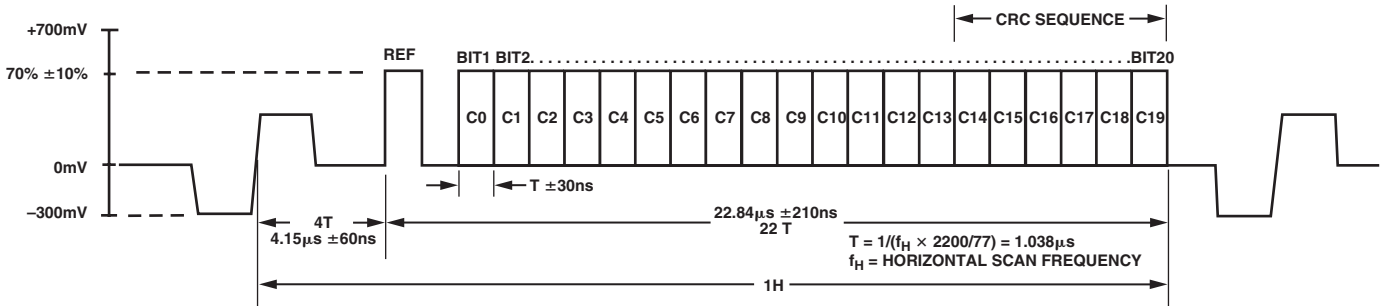 CRC SEQUENCE
+700mV
REF
BIT1 BIT2. . . . . . . . . . . . . . . . . . . . . . . . . . . . . . . . . . . . . . . . . . . . . . . . . . . . . . . . . .BIT20
70% ±10%
C0 C1 C2 C3 C4 C5 C6 C7 C8 C9 C10 C11 C12 C13 C14 C15 C16 C17 C18 C19
0mV
T ±30ns
–300mV
4T
4.15µs ±60ns
22.84µs ±210ns
22 T
T = 1/(fH × 2200/77) = 1.038µs
fH = HORIZONTAL SCAN FREQUENCY
1H